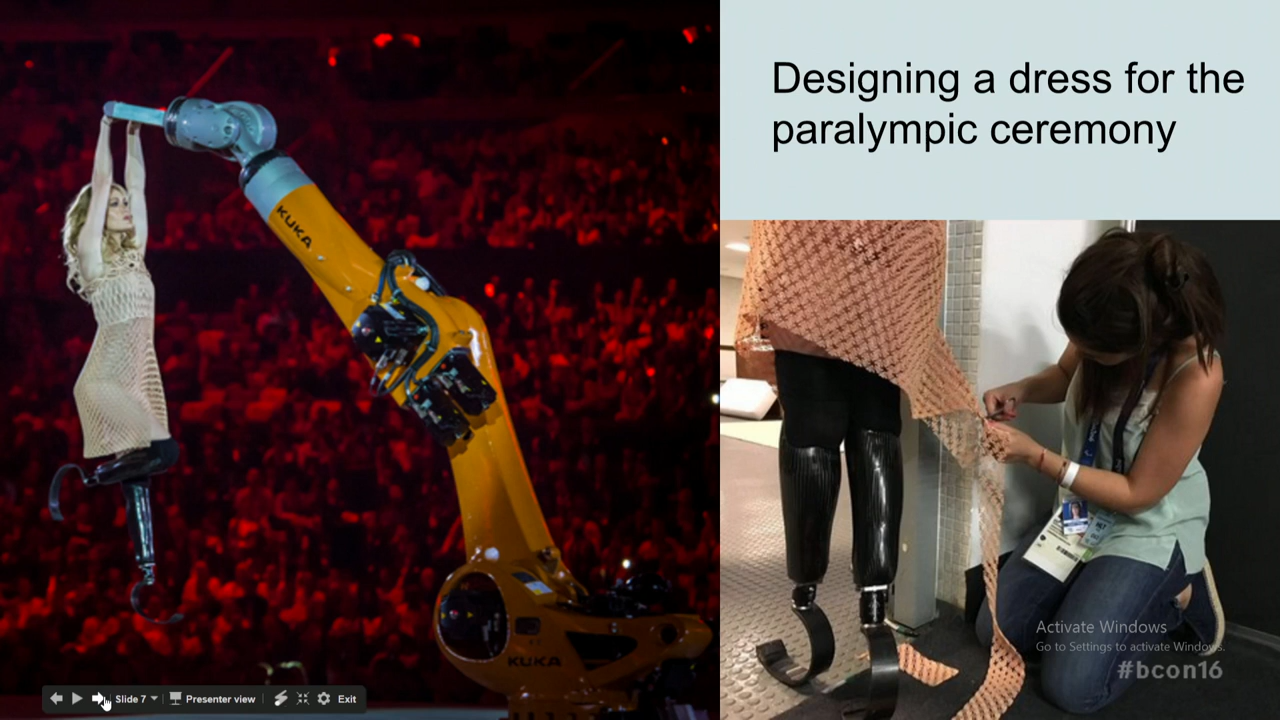 Designing a dress for the
paralympic ceremony
KUKA
KUKA
Activate Windows
Go to Settings to activate Windows.
#bcon16
Slide 7
Presenter view
Exit